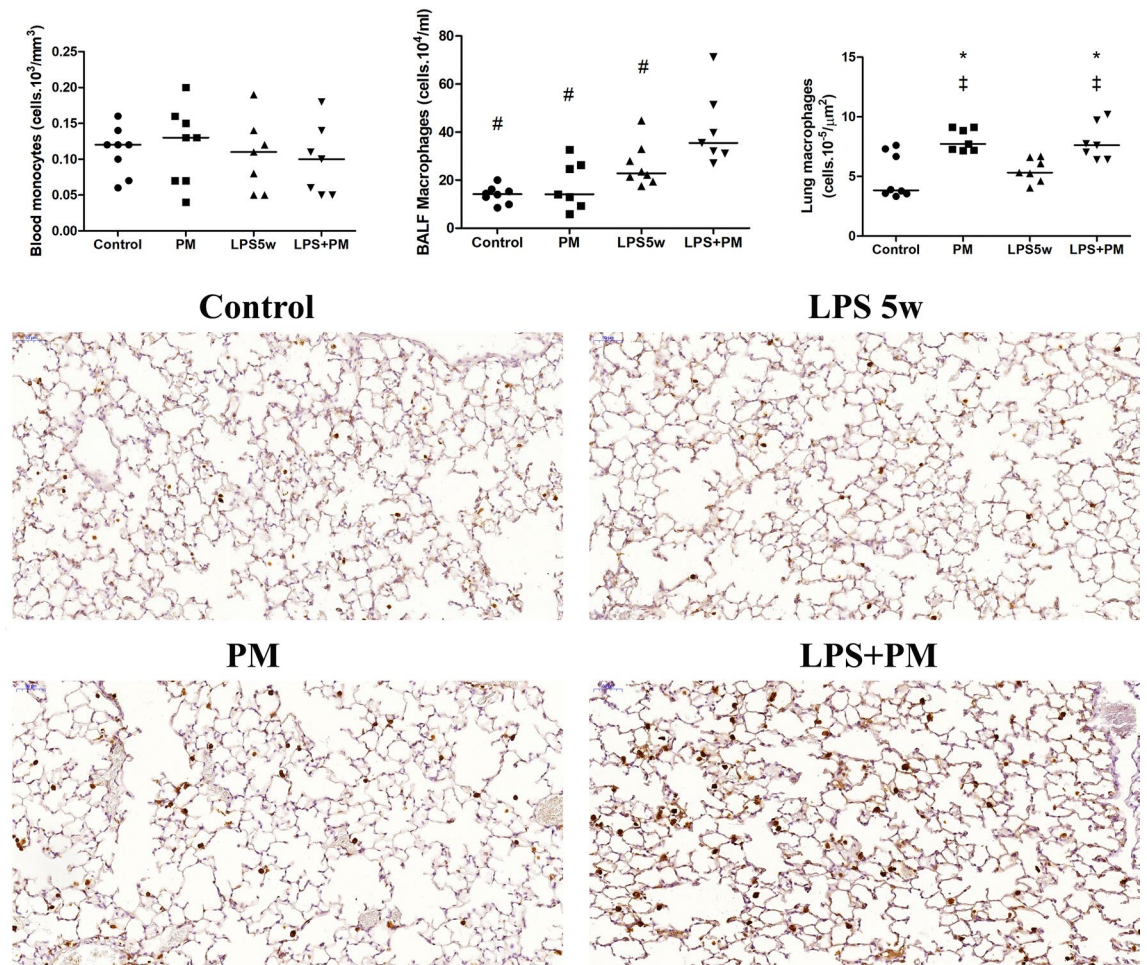 Blood monocytes (cells.10³/mm³)
0.25
0.20
0.15
0.10
0.05
0.00
Control PM LPS5w LPS+PM
BALF Macrophages (cells.10⁴/ml)
80
60
40
20
0
# # #
Control PM LPS5w LPS+PM
Lung macrophages
(cells.10⁻⁵/µm²)
15
10
5
0
* *
‡ ‡
Control PM LPS5w LPS+PM
Control LPS 5w
PM LPS+PM